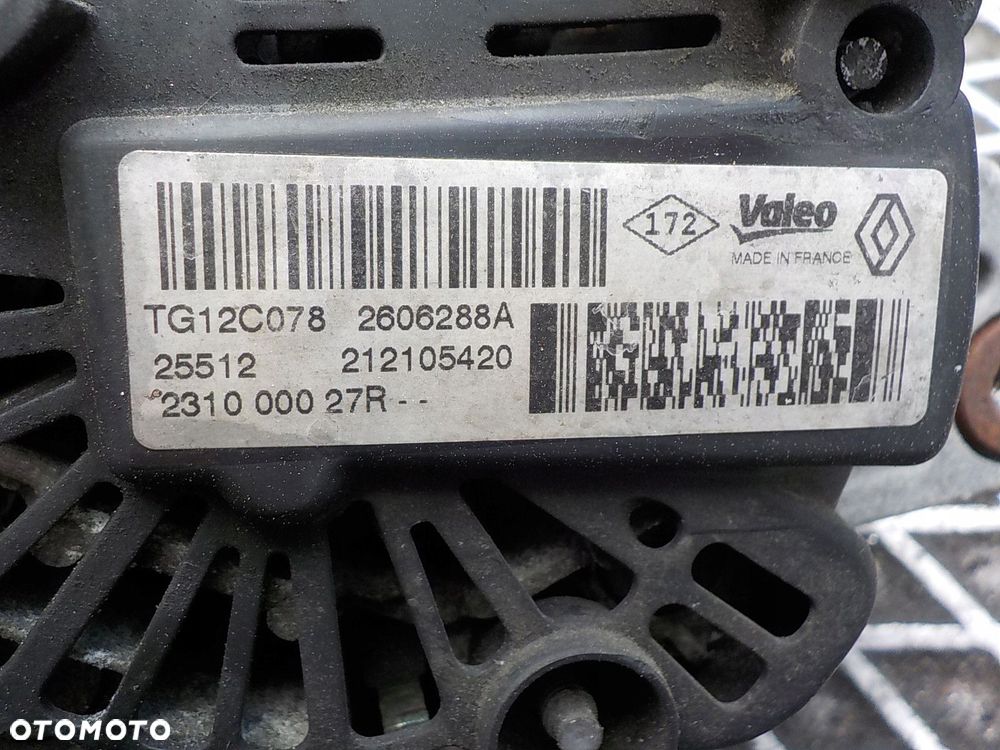 172 Valeo
MADE IN FRANCE
TG12C078 2606288A
25512 212105420
2310 000 27R - -
OTOMOTO